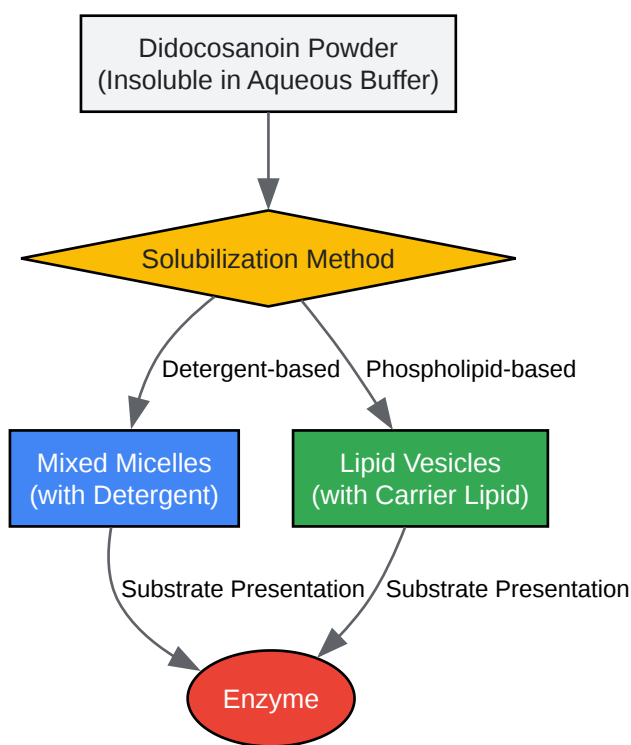 Didocosanoin Powder
(Insoluble in Aqueous Buffer)
Solubilization Method
Detergent-based
Phospholipid-based
Mixed Micelles
(with Detergent)
Lipid Vesicles
(with Carrier Lipid)
Substrate Presentation
Substrate Presentation
Enzyme